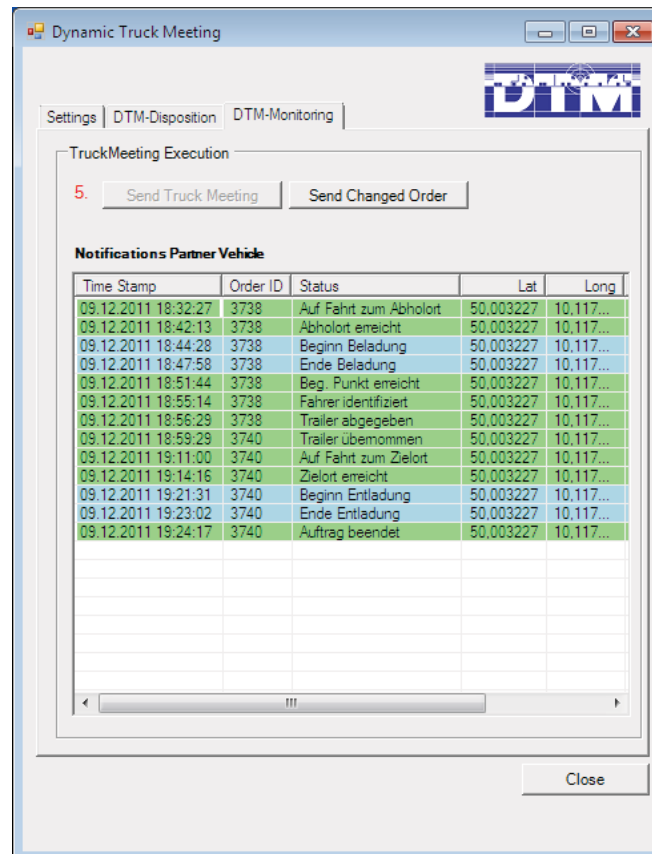 Dynamic Truck Meeting
DTM
Settings DTM-Disposition DTM-Monitoring
TruckMeeting Execution
5. Send Truck Meeting Send Changed Order
Notifications Partner Vehicle
Time Stamp Order ID Status Lat Long
09.12.2011 18:32:27 3738 Auf Fahrt zum Abholort 50,003227 10,117...
09.12.2011 18:42:13 3738 Abholort erreicht 50,003227 10,117...
09.12.2011 18:44:28 3738 Beginn Beladung 50,003227 10,117...
09.12.2011 18:47:58 3738 Ende Beladung 50,003227 10,117...
09.12.2011 18:51:44 3738 Beg. Punkt erreicht 50,003227 10,117...
09.12.2011 18:55:14 3738 Fahrer identifiziert 50,003227 10,117...
09.12.2011 18:56:29 3738 Trailer abgegeben 50,003227 10,117...
09.12.2011 18:59:29 3740 Trailer übernommen 50,003227 10,117...
09.12.2011 19:11:00 3740 Auf Fahrt zum Zielort 50,003227 10,117...
09.12.2011 19:14:16 3740 Zielort erreicht 50,003227 10,117...
09.12.2011 19:21:31 3740 Beginn Entladung 50,003227 10,117...
09.12.2011 19:23:02 3740 Ende Entladung 50,003227 10,117...
09.12.2011 19:24:17 3740 Auftrag beendet 50,003227 10,117...
Close